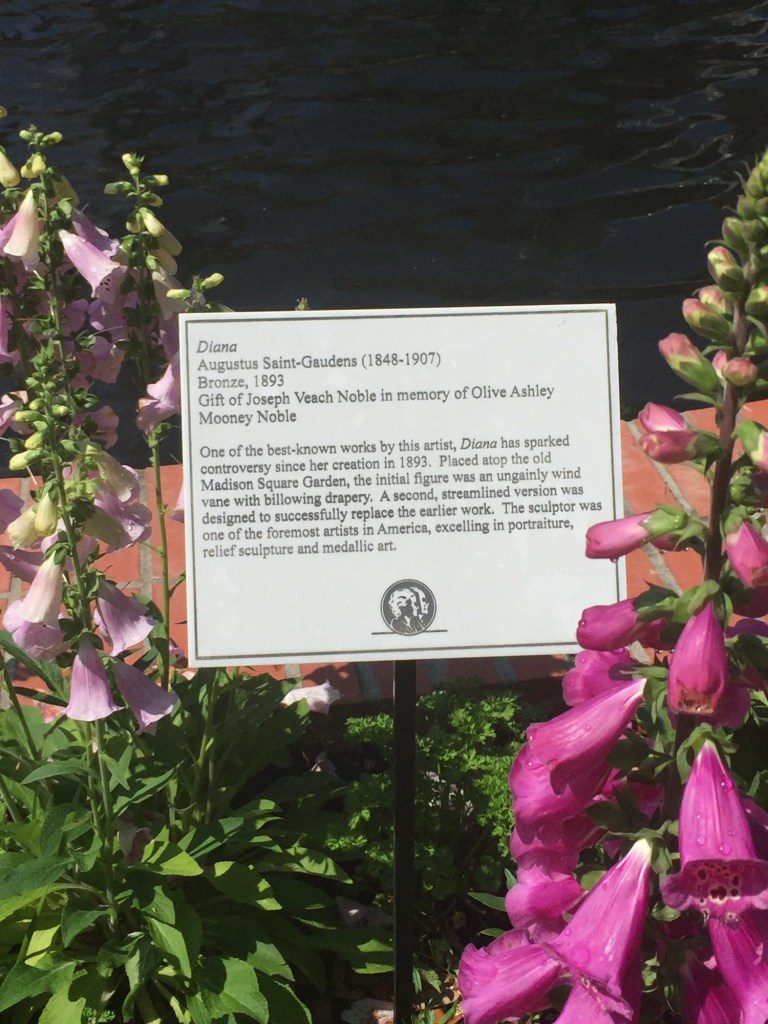 Diana
Augustus Saint-Gaudens (1848-1907)
Bronze, 1893
Gift of Joseph Veach Noble in memory of Olive Ashley
Mooney Noble
One of the best-known works by this artist, Diana has sparked
controversy since her creation in 1893. Placed atop the old
Madison Square Garden, the initial figure was an ungainly wind
vane with billowing drapery. A second, streamlined version was
designed to successfully replace the earlier work. The sculptor was
one of the foremost artists in America, excelling in portraiture,
relief sculpture and medallic art.